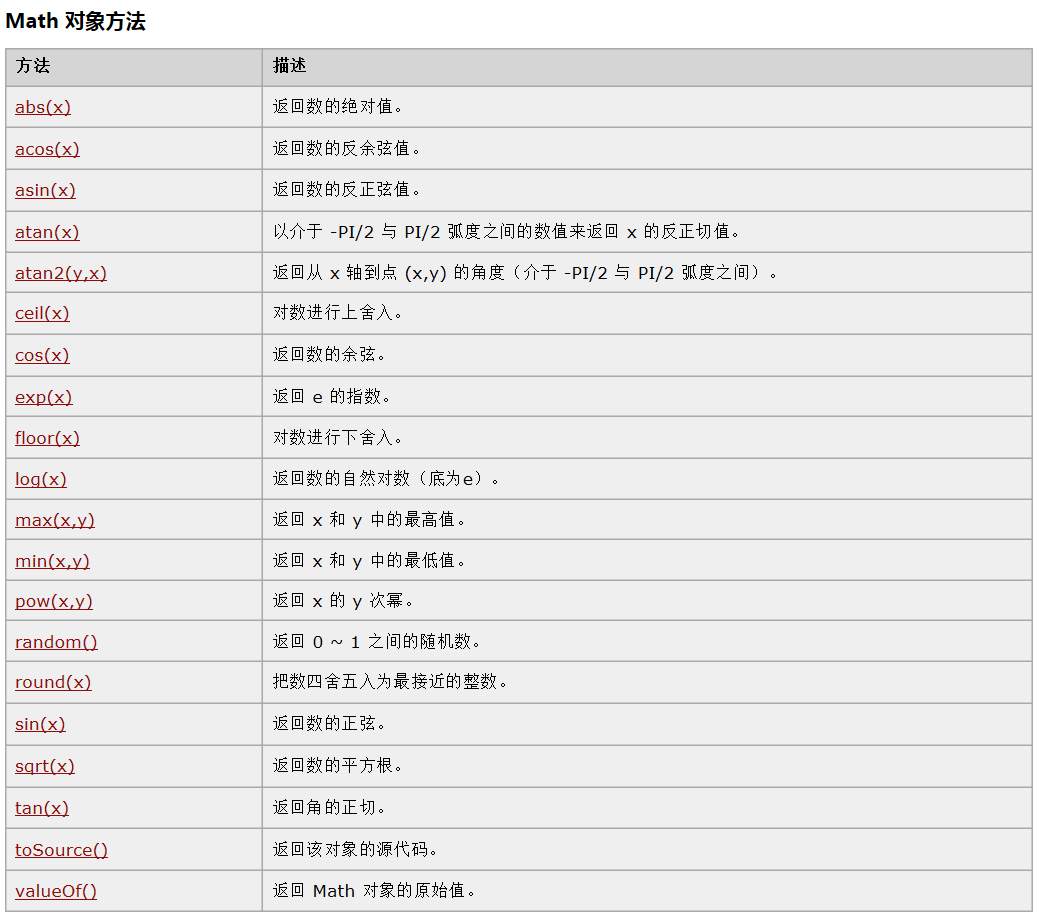 Math 对象方法
方法 描述
abs(x) 返回数的绝对值。
acos(x) 返回数的反余弦值。
asin(x) 返回数的反正弦值。
atan(x) 以介于 -PI/2 与 PI/2 弧度之间的数值来返回 x 的反正切值。
atan2(y,x) 返回从 x 轴到点 (x,y) 的角度（介于 -PI/2 与 PI/2 弧度之间）。
ceil(x) 对数进行上舍入。
cos(x) 返回数的余弦。
exp(x) 返回 e 的指数。
floor(x) 对数进行下舍入。
log(x) 返回数的自然对数（底为e）。
max(x,y) 返回 x 和 y 中的最高值。
min(x,y) 返回 x 和 y 中的最低值。
pow(x,y) 返回 x 的 y 次幂。
random() 返回 0 ~ 1 之间的随机数。
round(x) 把数四舍五入为最接近的整数。
sin(x) 返回数的正弦。
sqrt(x) 返回数的平方根。
tan(x) 返回角的正切。
toSource() 返回该对象的源代码。
valueOf() 返回 Math 对象的原始值。